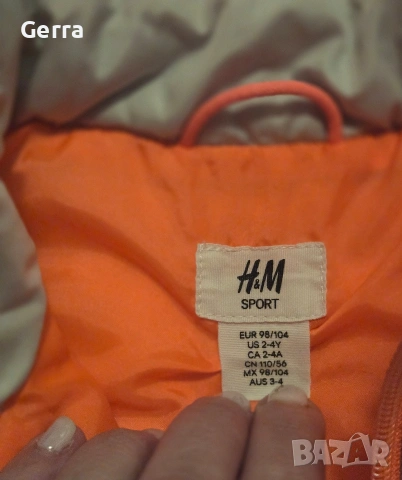 Gerra
H&M
SPORT
EUR 98/104
US 2-4Y
CA 2-4A
CN 110/56
MX 98/104
AUS 3-4
BAZAR